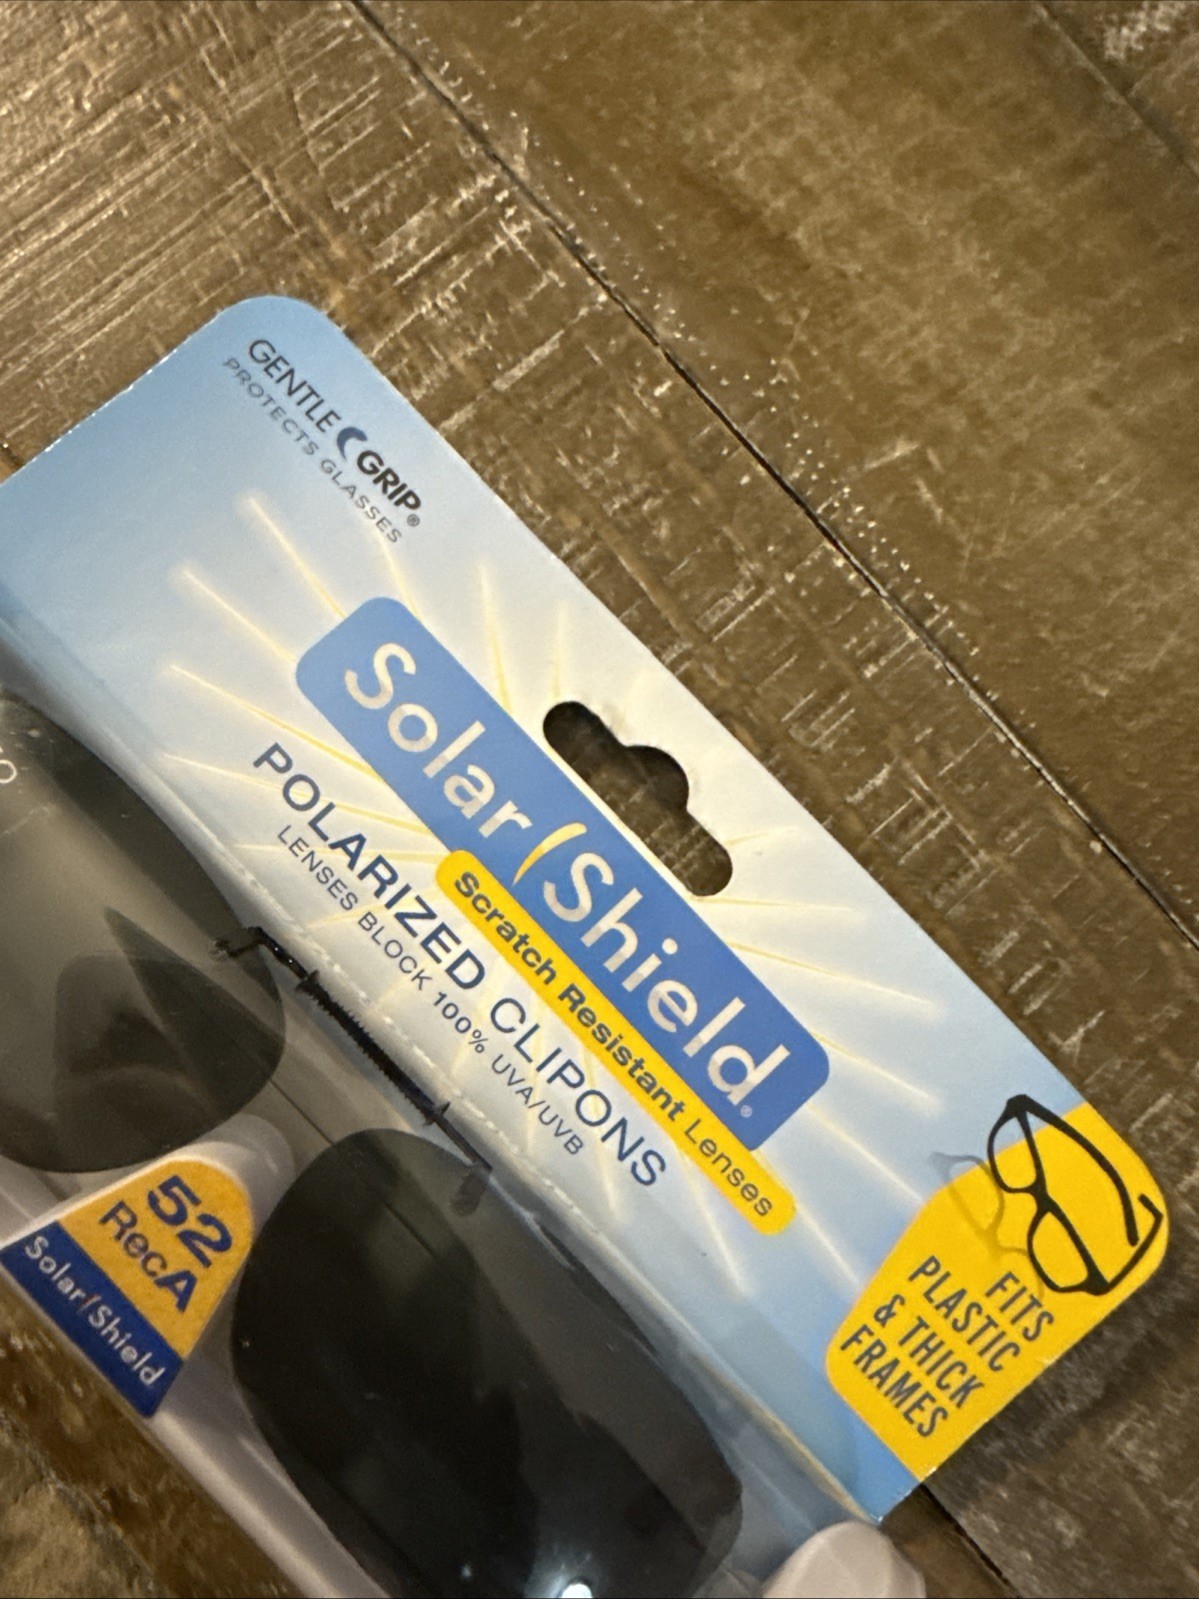 GENTLE GRIP®
PROTECTS GLASSES
Solar Shield®
Scratch Resistant Lenses
POLARIZED CLIPONS
LENSES BLOCK 100% UVA/UVB
FITS
PLASTIC
& THICK
FRAMES
52
RecA
Solar Shield